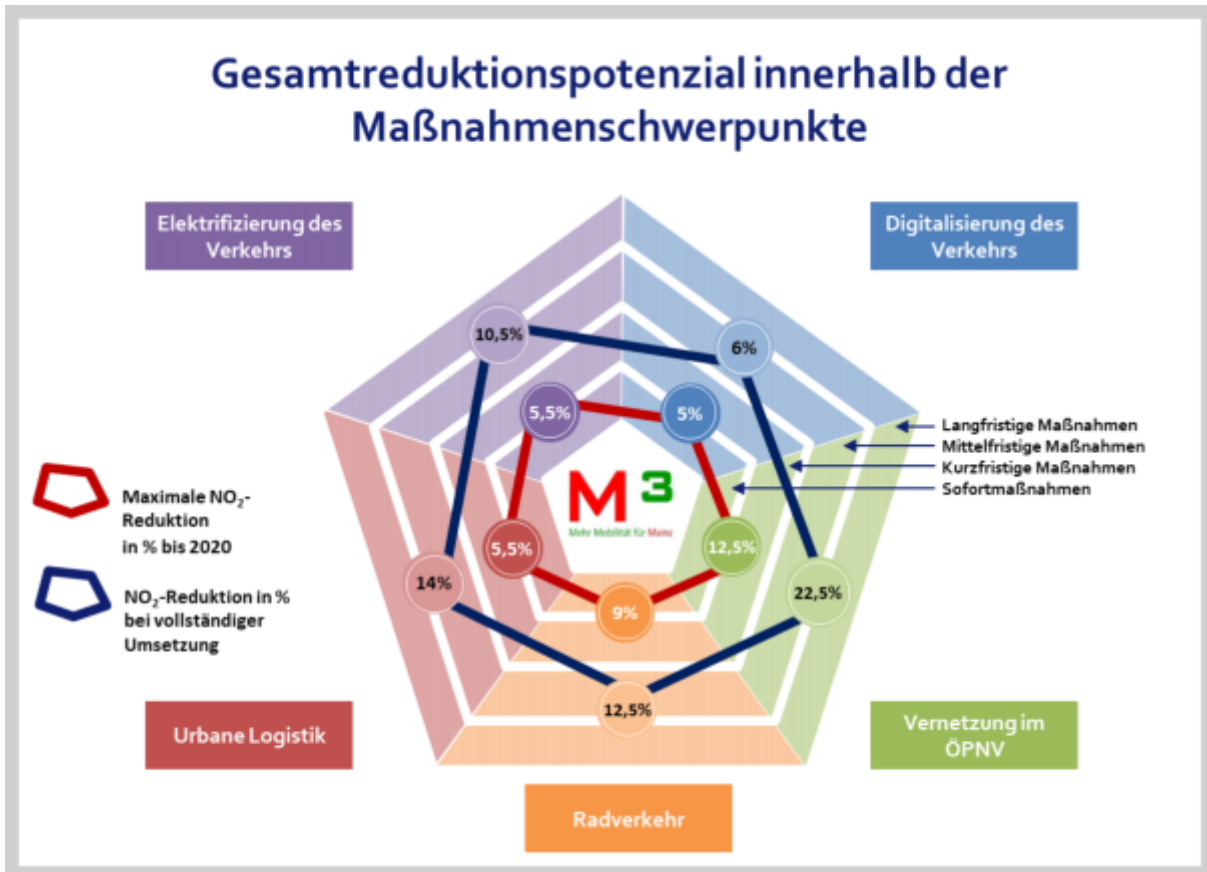 Gesamtreduktionspotenzial innerhalb der
Maßnahmenschwerpunkte
Elektrifizierung des
Verkehrs
Digitalisierung des
Verkehrs
10,5%
6%
5,5%
5%
Langfristige Maßnahmen
Mittelfristige Maßnahmen
Kurzfristige Maßnahmen
Sofortmaßnahmen
M3
Mehr Mobilität für Mainz
Maximale NO₂-
Reduktion
in % bis 2020
5,5%
12,5%
14%
22,5%
NO₂-Reduktion in %
bei vollständiger
Umsetzung
9%
12,5%
Urbane Logistik
Vernetzung im
ÖPNV
Radverkehr